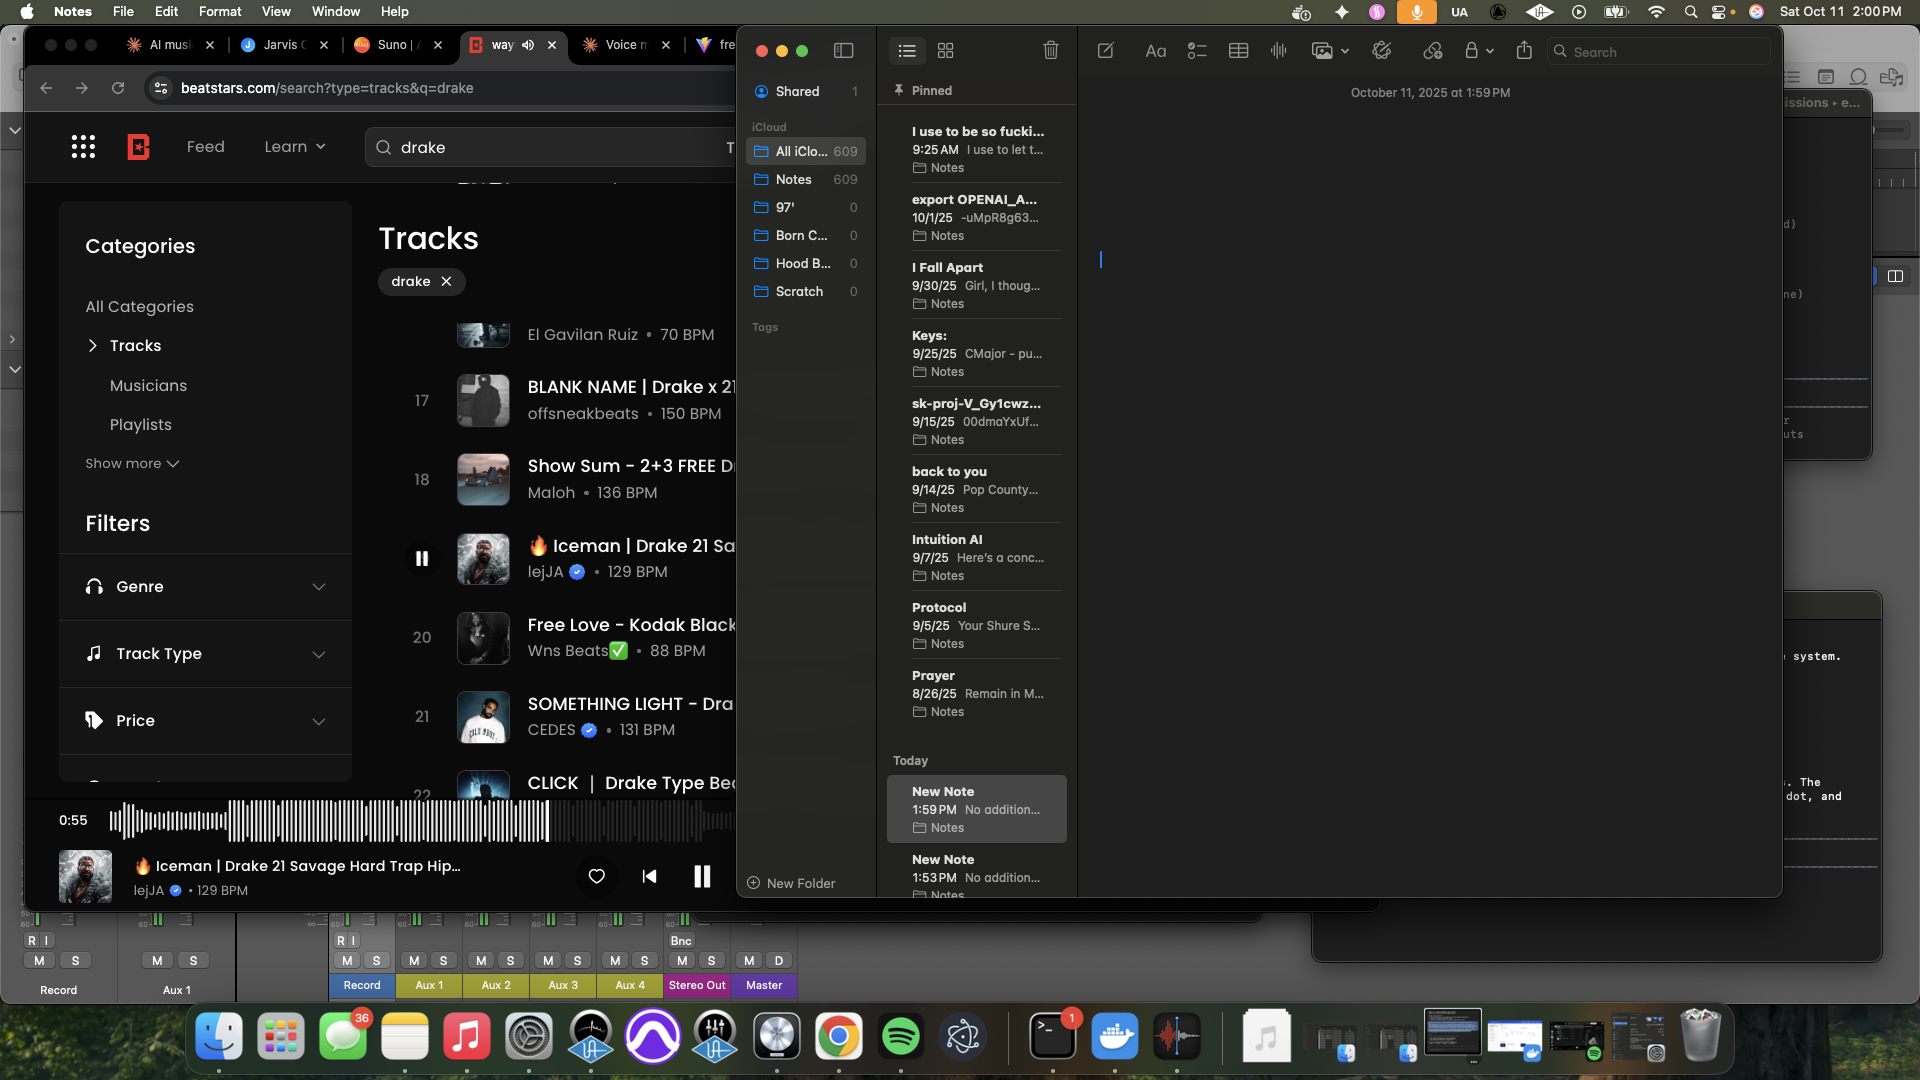 Notes File Edit Format View Window Help
UA
Sat Oct 11 2:00 PM
AI musi
Jarvis C
Suno | A
way
Voice m
fre
beatstars.com/search?type=tracks&q=drake
Feed
Learn
drake
T
Categories
All Categories
Tracks
Musicians
Playlists
Show more
Filters
Genre
Track Type
Price
Tracks
drake
El Gavilan Ruiz • 70 BPM
17
BLANK NAME | Drake x 21
offsneakbeats • 150 BPM
18
Show Sum - 2+3 FREE D
Maloh • 136 BPM
🔥 Iceman | Drake 21 Sa
lejJA • 129 BPM
20
Free Love - Kodak Black
Wns Beats✅ • 88 BPM
21
SOMETHING LIGHT - Dra
CEDES • 131 BPM
22
CLICK | Drake Type Be
0:55
🔥 Iceman | Drake 21 Savage Hard Trap Hip...
lejJA • 129 BPM
Shared 1
iCloud
All iClo... 609
Notes 609
97' 0
Born C... 0
Hood B... 0
Scratch 0
Tags
New Folder
Pinned
I use to be so fucki...
9:25 AM I use to let t...
Notes
export OPENAI_A...
10/1/25 -uMpR8g63...
Notes
I Fall Apart
9/30/25 Girl, I thoug...
Notes
Keys:
9/25/25 CMajor - pu...
Notes
sk-proj-V_Gy1cwz...
9/15/25 00dmaYxUf...
Notes
back to you
9/14/25 Pop County...
Notes
Intuition AI
9/7/25 Here's a conc...
Notes
Protocol
9/5/25 Your Shure S...
Notes
Prayer
8/26/25 Remain in M...
Notes
Today
New Note
1:59 PM No addition...
Notes
New Note
1:53 PM No addition...
Notes
Aa
Search
October 11, 2025 at 1:59 PM
issions ▸ e...
d)
ne)
r
uts
system.
. The
dot, and
R I
M S
Record
M S
Aux 1
R I
M S
Record
M S
Aux 1
M S
Aux 2
M S
Aux 3
M S
Aux 4
Bnc
M S
Stereo Out
M D
Master
36
1